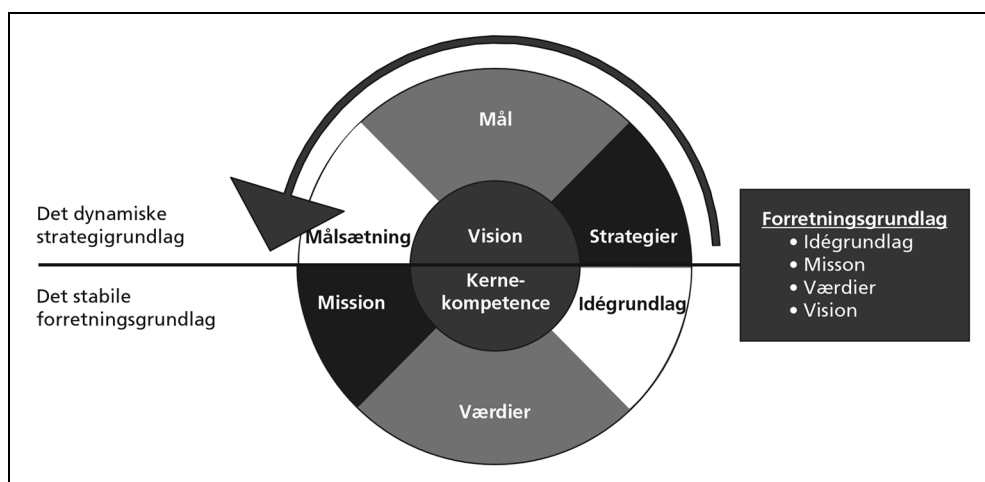 Mål
Det dynamiske
strategigrundlag
Målsætning
Vision
Strategier
Forretningsgrundlag
• Idégrundlag
• Misson
• Værdier
• Vision
Det stabile
forretningsgrundlag
Mission
Kerne-
kompetence
Idégrundlag
Værdier